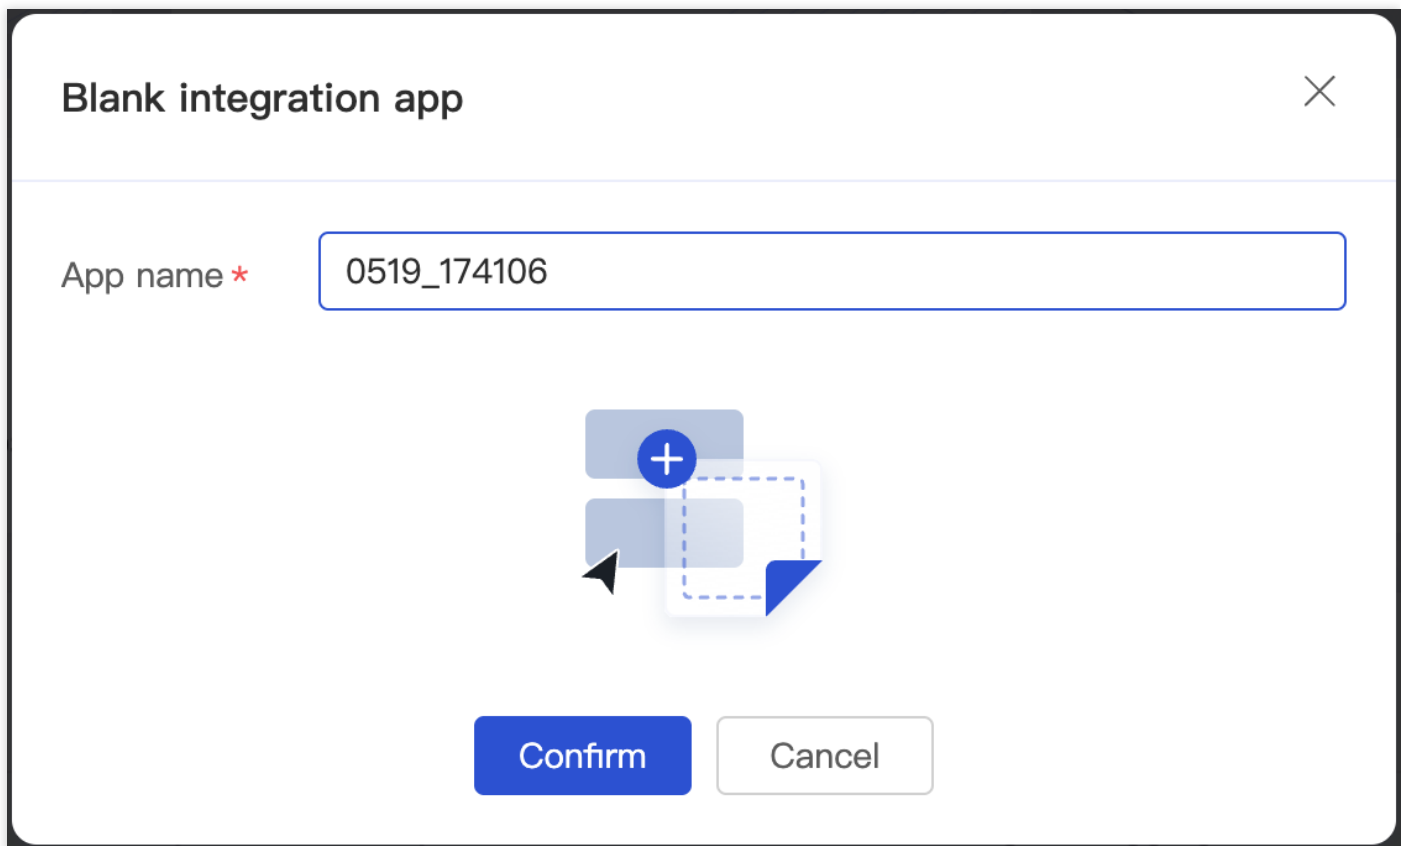 Blank integration app
App name *
0519_174106
Confirm
Cancel